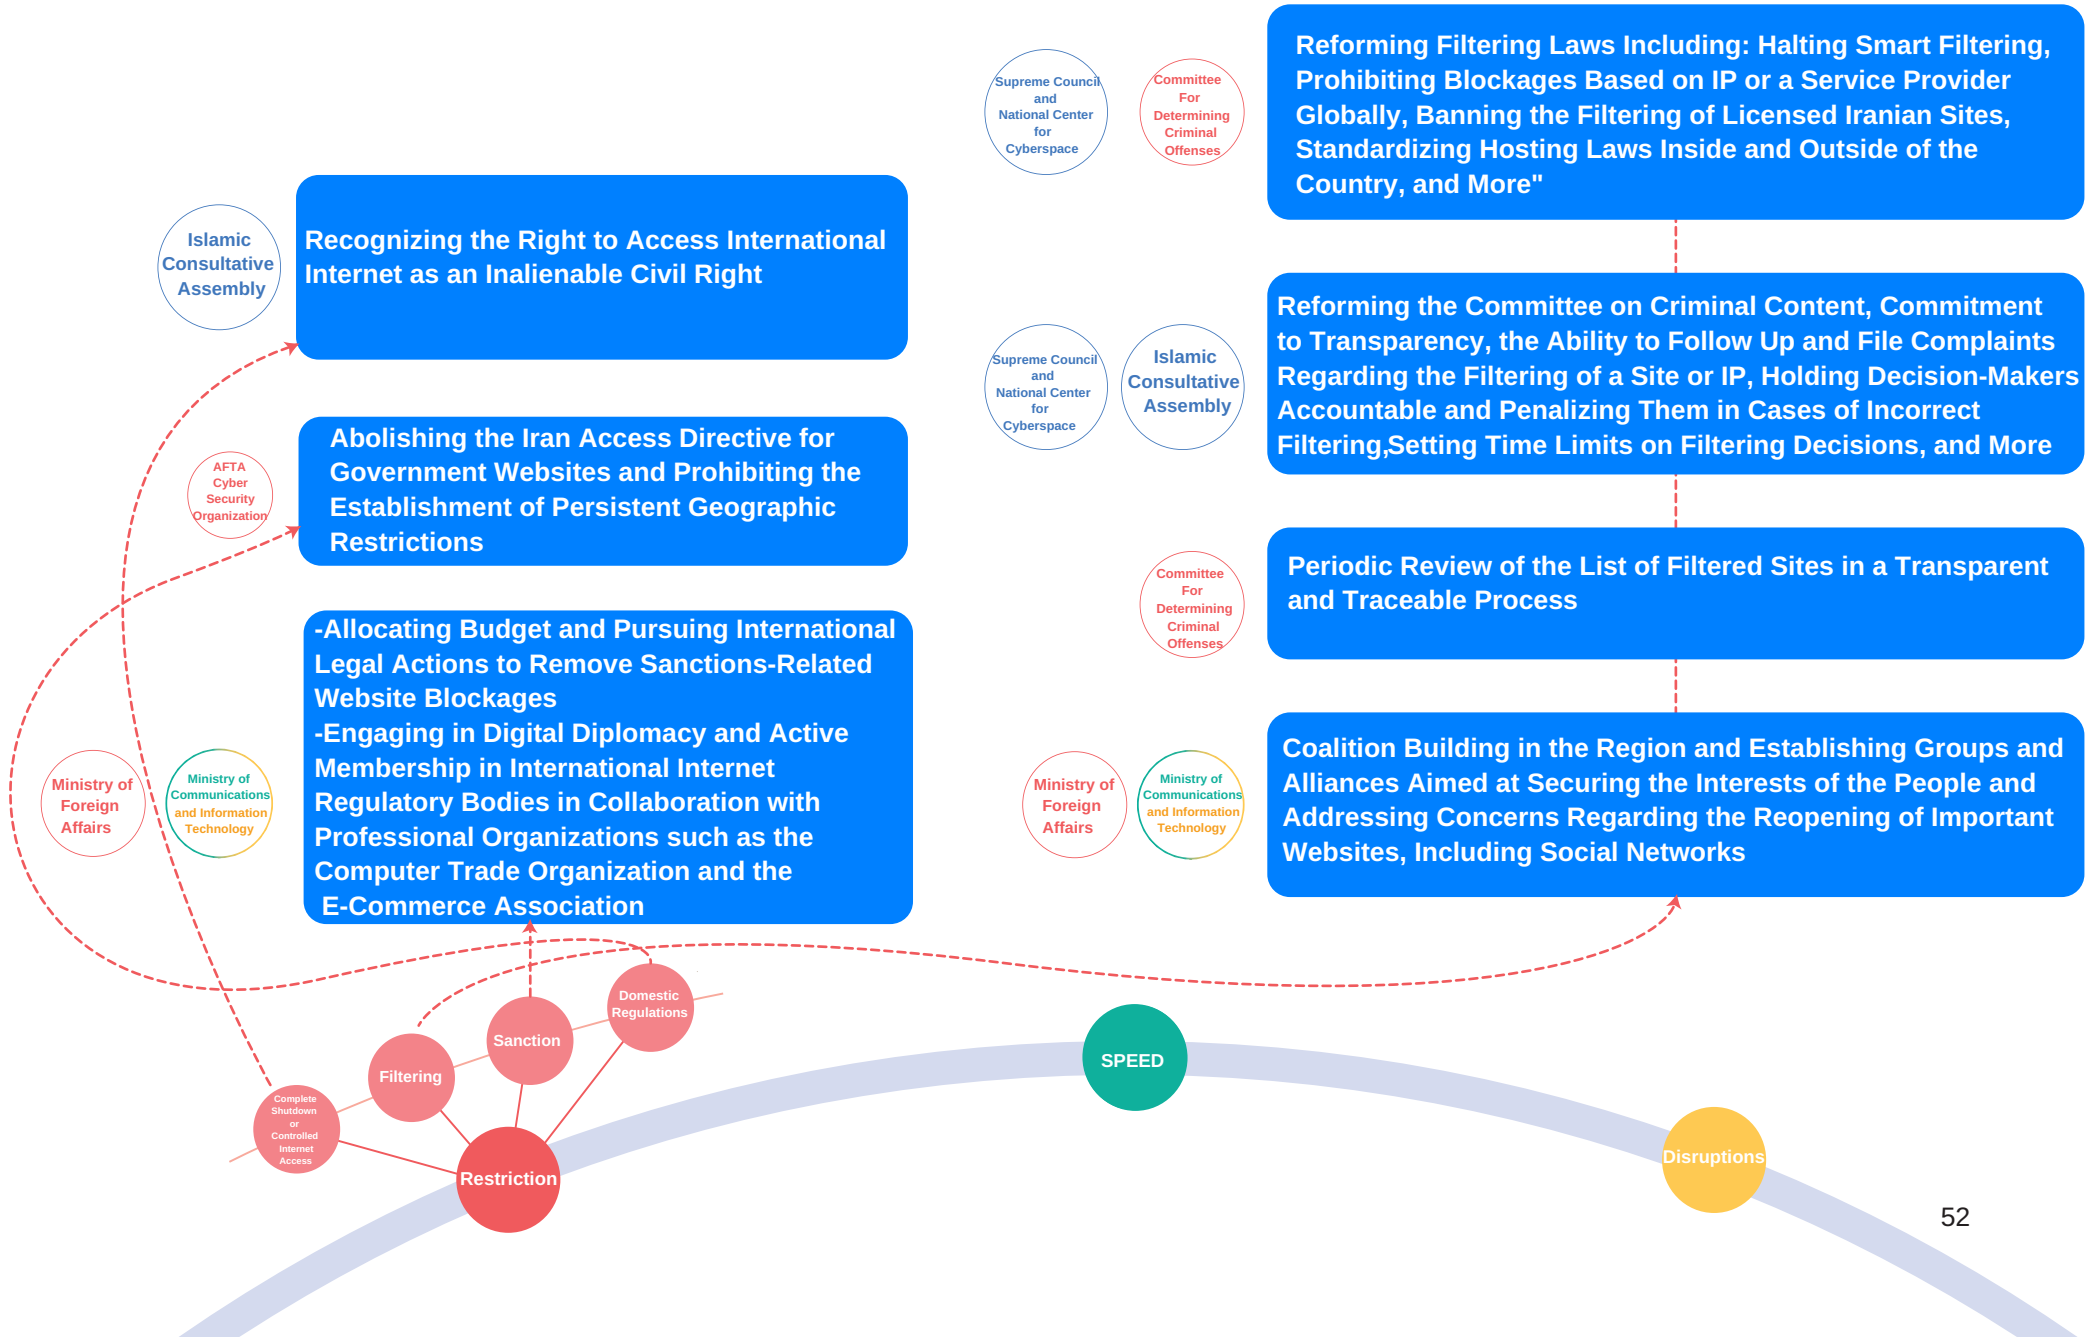 Islamic
Consultative
Assembly
Recognizing the Right to Access International
Internet as an Inalienable Civil Right
AFTA
Cyber
Security
Organization
Abolishing the Iran Access Directive for
Government Websites and Prohibiting the
Establishment of Persistent Geographic
Restrictions
Ministry of
Foreign
Affairs
Ministry of
Communications
and Information
Technology
-Allocating Budget and Pursuing International
Legal Actions to Remove Sanctions-Related
Website Blockages
-Engaging in Digital Diplomacy and Active
Membership in International Internet
Regulatory Bodies in Collaboration with
Professional Organizations such as the
Computer Trade Organization and the
E-Commerce Association
Supreme Council
and
National Center
for
Cyberspace
Committee
For
Determining
Criminal
Offenses
Reforming Filtering Laws Including: Halting Smart Filtering,
Prohibiting Blockages Based on IP or a Service Provider
Globally, Banning the Filtering of Licensed Iranian Sites,
Standardizing Hosting Laws Inside and Outside of the
Country, and More"
Supreme Council
and
National Center
for
Cyberspace
Islamic
Consultative
Assembly
Reforming the Committee on Criminal Content, Commitment
to Transparency, the Ability to Follow Up and File Complaints
Regarding the Filtering of a Site or IP, Holding Decision-Makers
Accountable and Penalizing Them in Cases of Incorrect
Filtering,Setting Time Limits on Filtering Decisions, and More
Committee
For
Determining
Criminal
Offenses
Periodic Review of the List of Filtered Sites in a Transparent
and Traceable Process
Ministry of
Foreign
Affairs
Ministry of
Communications
and Information
Technology
Coalition Building in the Region and Establishing Groups and
Alliances Aimed at Securing the Interests of the People and
Addressing Concerns Regarding the Reopening of Important
Websites, Including Social Networks
Complete
Shutdown
or
Controlled
Internet
Access
Filtering
Sanction
Domestic
Regulations
Restriction
SPEED
Disruptions
52